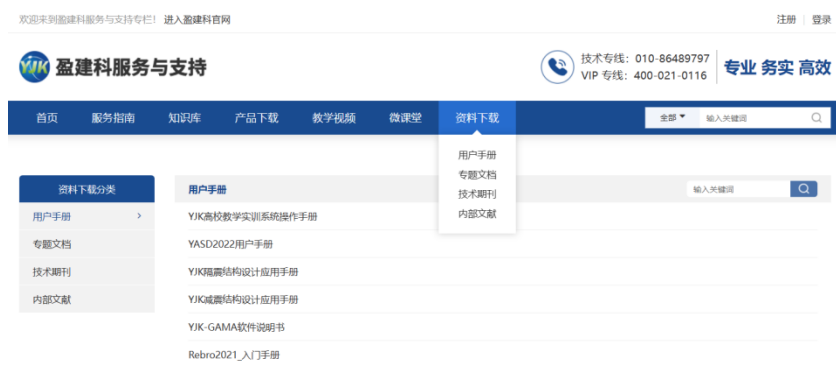 欢迎来到盈建科服务与支持专栏! 进入盈建科官网 注册 登录
YJK 盈建科服务与支持 技术专线: 010-86489797
VIP 专线: 400-021-0116 专业 务实 高效
首页 服务指南 知识库 产品下载 教学视频 微课堂 资料下载 全部 输入关键词
用户手册
专题文档
技术期刊
内部文献
资料下载分类
用户手册 >
专题文档
技术期刊
内部文献
用户手册 输入关键词
YJK高校教学实训系统操作手册
YASD2022用户手册
YJK隔震结构设计应用手册
YJK减震结构设计应用手册
YJK-GAMA软件说明书
Rebro2021_入门手册